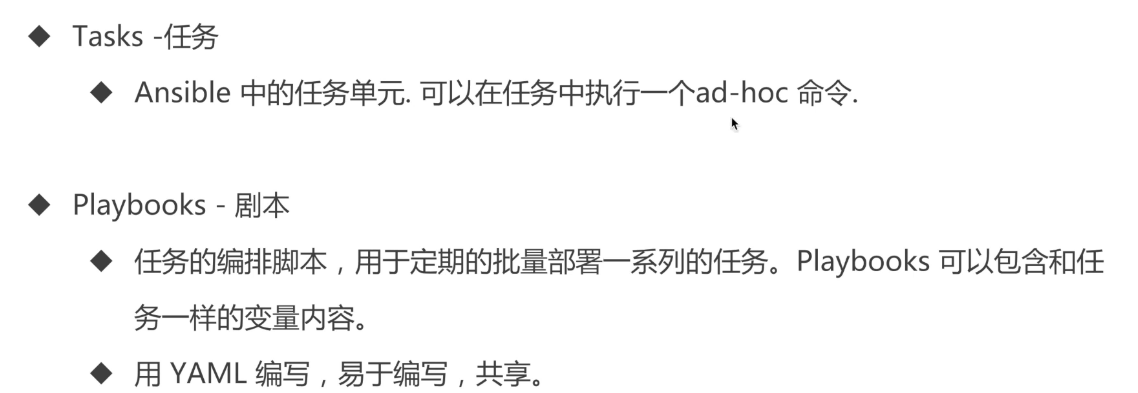 ◆ Tasks -任务
◆ Ansible 中的任务单元. 可以在任务中执行一个ad-hoc 命令.
◆ Playbooks - 剧本
◆ 任务的编排脚本，用于定期的批量部署一系列的任务。Playbooks 可以包含和任
务一样的变量内容。
◆ 用 YAML 编写，易于编写，共享。